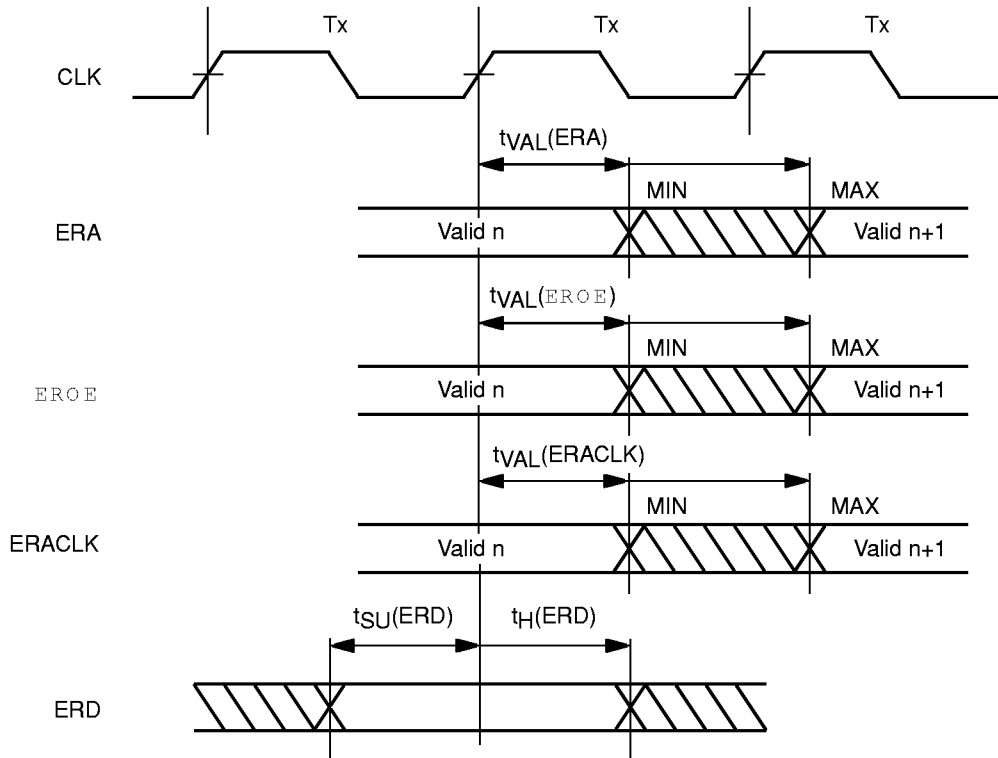 Tx Tx Tx
CLK
tVAL(ERA)
MIN MAX
ERA Valid n Valid n+1
tVAL(EROE)
MIN MAX
EROE Valid n Valid n+1
tVAL(ERACLK)
MIN MAX
ERACLK Valid n Valid n+1
tSU(ERD) tH(ERD)
ERD